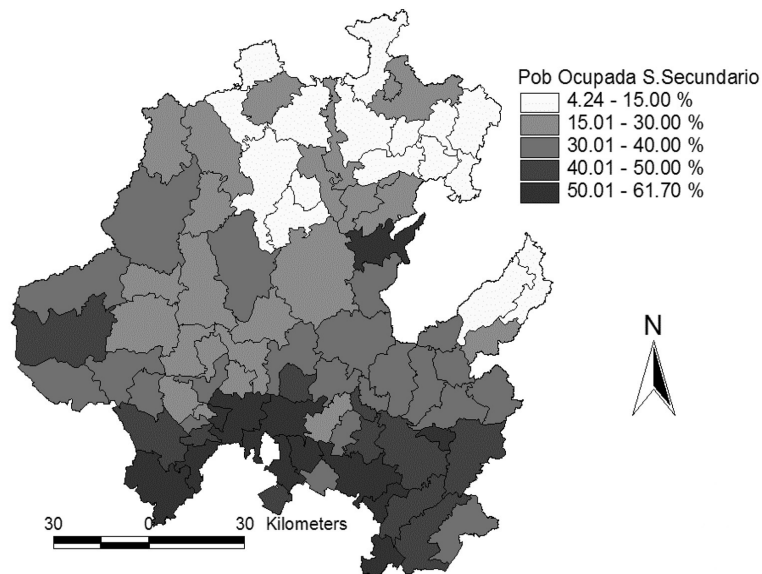 Pob Ocupada S.Secundario
4.24 - 15.00 %
15.01 - 30.00 %
30.01 - 40.00 %
40.01 - 50.00 %
50.01 - 61.70 %
N
30 0 30 Kilometers